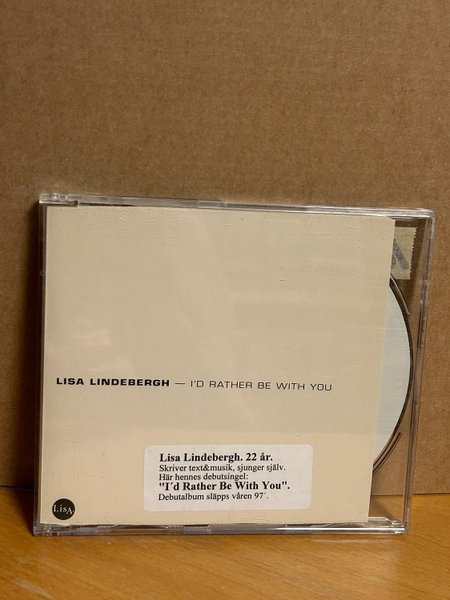 LISA LINDEBERGH — I'D RATHER BE WITH YOU
Lisa Lindebergh. 22 år.
Skriver text&musik, sjunger själv.
Här hennes debutsingel:
"I´d Rather Be With You".
Debutalbum släpps våren 97´.
LisA